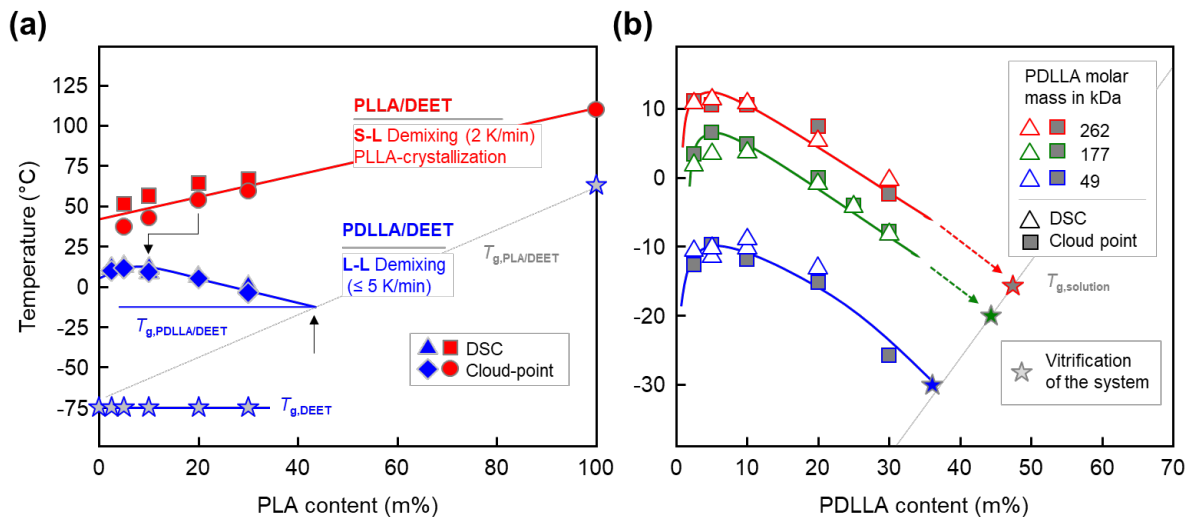 (a)
125
100
75
50
25
0
-25
-50
-75
Temperature (°C)
0
20
40
60
80
100
PLA content (m%)
PLLA/DEET
S-L Demixing (2 K/min)
PLLA-crystallization
PDLLA/DEET
L-L Demixing
(≤ 5 K/min)
Tg,PLA/DEET
Tg,PDLLA/DEET
Tg,DEET
DSC
Cloud-point
(b)
10
0
-10
-20
-30
0
10
20
30
40
50
60
70
PDLLA content (m%)
PDLLA molar
mass in kDa
262
177
49
DSC
Cloud point
Tg,solution
Vitrification
of the system